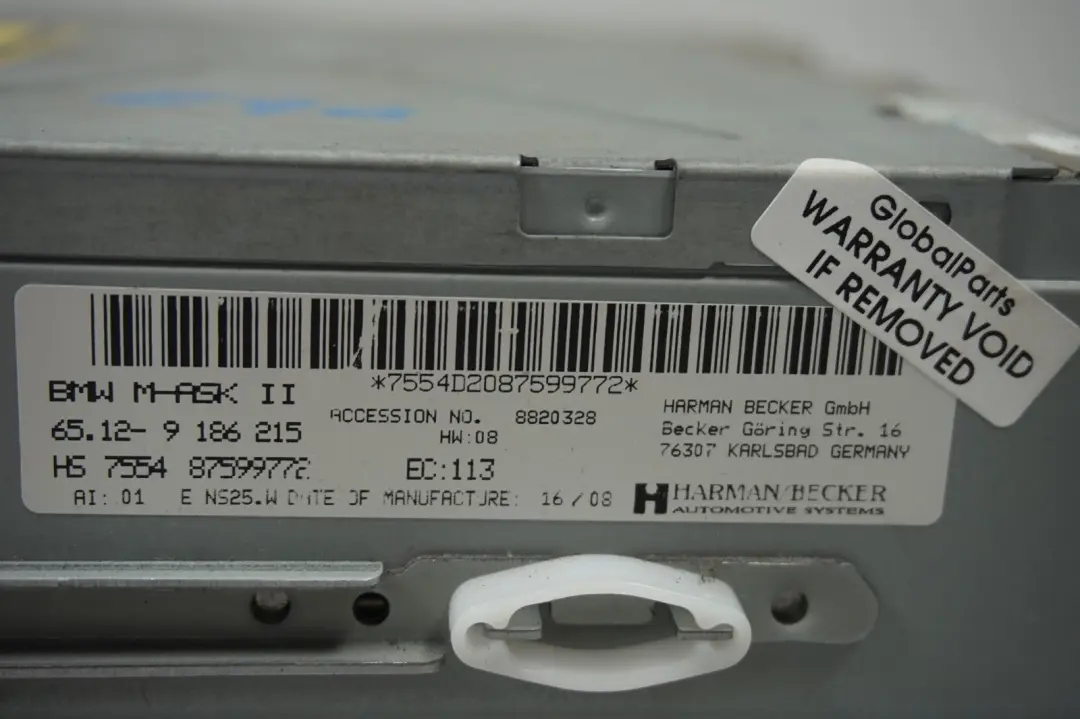 GlobalParts
WARRANTY VOID
IF REMOVED
*7554D2087599772*
BMW M-ASK II
ACCESSION NO. 8820328
HARMAN BECKER GmbH
65.12- 9 186 215
HW:08
Becker Göring Str. 16
76307 KARLSBAD GERMANY
HS 7554 87599772
EC:113
AI: 01 E NS25.W DATE OF MANUFACTURE: 16/08
HARMAN/BECKER
AUTOMOTIVE SYSTEMS